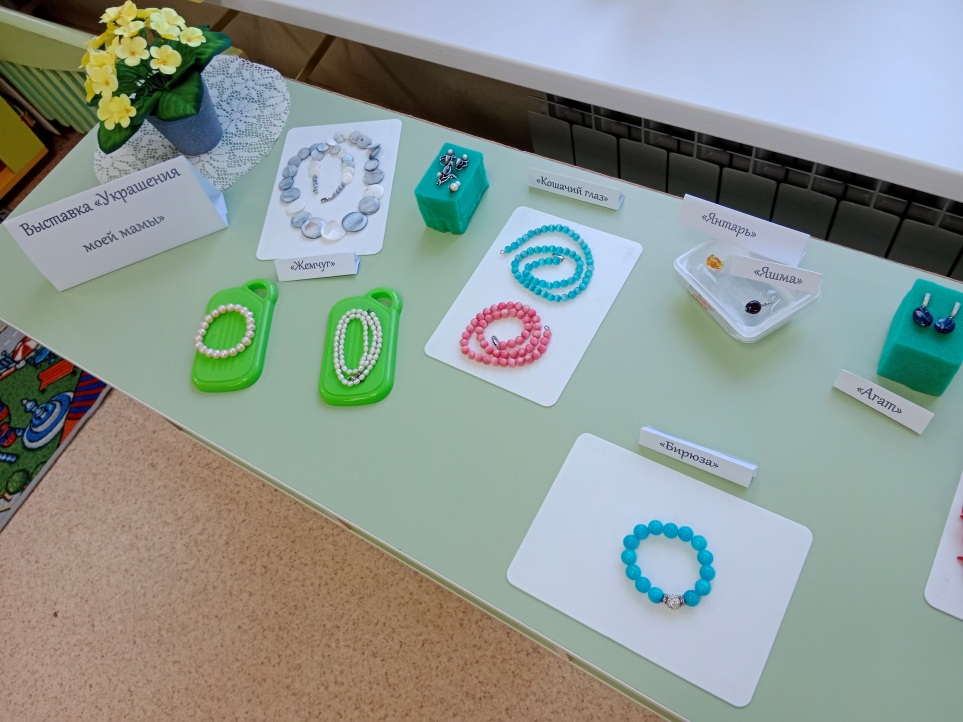 Выставка «Украшения
моей мамы»
«Жемчуг»
«Кошачий глаз»
«Янтарь»
«Яшма»
«Агат»
«Бирюза»